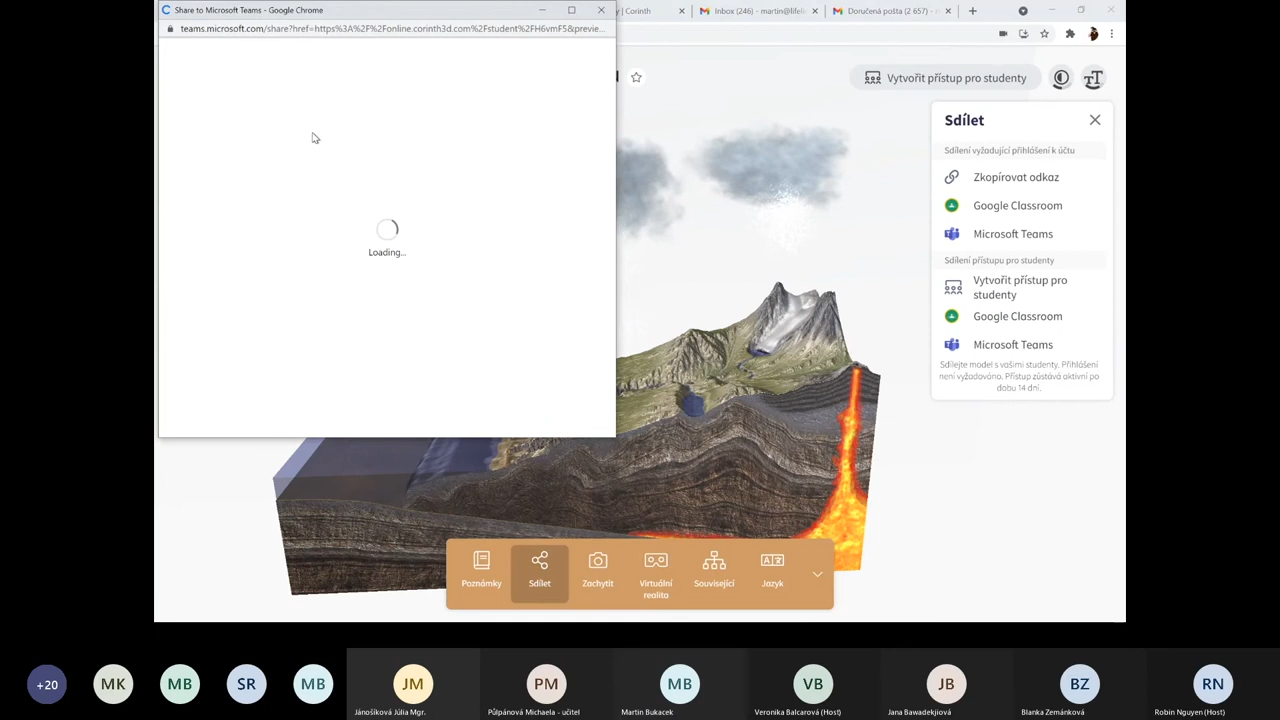 Share to Microsoft Teams - Google Chrome
teams.microsoft.com/share?href=https%3A%2F%2Fonline.corinth3d.com%2Fstudent%2FH6vmF5&previe...
Loading...
| Corinth
Inbox (246) - martin@lifeli
Doručená pošta (2 657) -
Vytvořit přístup pro studenty
Sdílet
Sdílení vyžadující přihlášení k účtu
Zkopírovat odkaz
Google Classroom
Microsoft Teams
Sdílení přístupu pro studenty
Vytvořit přístup pro
studenty
Google Classroom
Microsoft Teams
Sdílejte model s vašimi studenty. Přihlášení
není vyžadováno. Přístup zůstává aktivní po
dobu 14 dní.
Poznámky
Sdílet
Zachytit
Virtuální
realita
Související
Jazyk
+20
MK
MB
SR
MB
JM
PM
MB
VB
JB
BZ
RN
Jánošíková Júlia Mgr.
Půlpánová Michaela - učitel
Martin Bukacek
Veronika Balcarová (Host)
Jana Bawadekjiová
Blanka Zemánková
Robin Nguyen (Host)